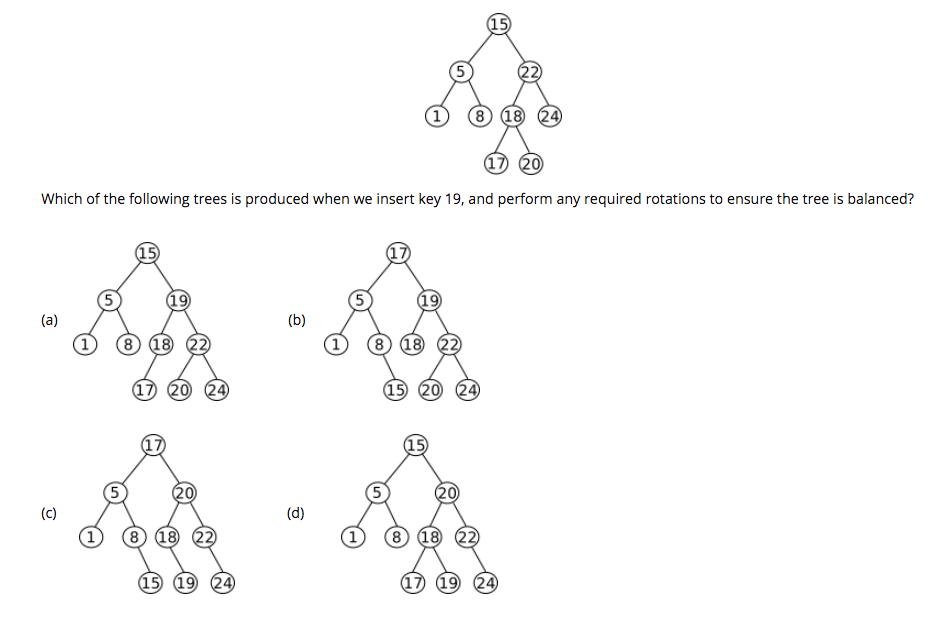 15
5 22
1 8 18 24
17 20
Which of the following trees is produced when we insert key 19, and perform any required rotations to ensure the tree is balanced?
15
5 19
(a)
1 8 18 22
17 20 24
17
5 19
(b)
1 8 18 22
15 20 24
17
5 20
(c)
1 8 18 22
15 19 24
15
5 20
(d)
1 8 18 22
17 19 24